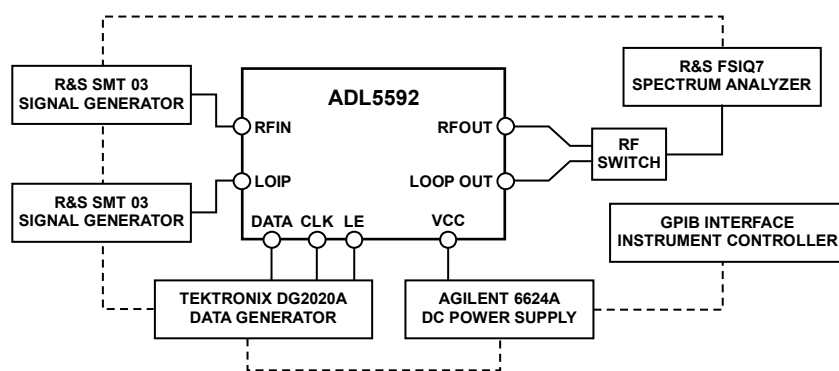 R&S SMT 03
SIGNAL GENERATOR
ADL5592
R&S FSIQ7
SPECTRUM ANALYZER
RFIN
RFOUT
RF
SWITCH
R&S SMT 03
SIGNAL GENERATOR
LOIP
LOOP OUT
DATA CLK LE VCC
GPIB INTERFACE
INSTRUMENT CONTROLLER
TEKTRONIX DG2020A
DATA GENERATOR
AGILENT 6624A
DC POWER SUPPLY